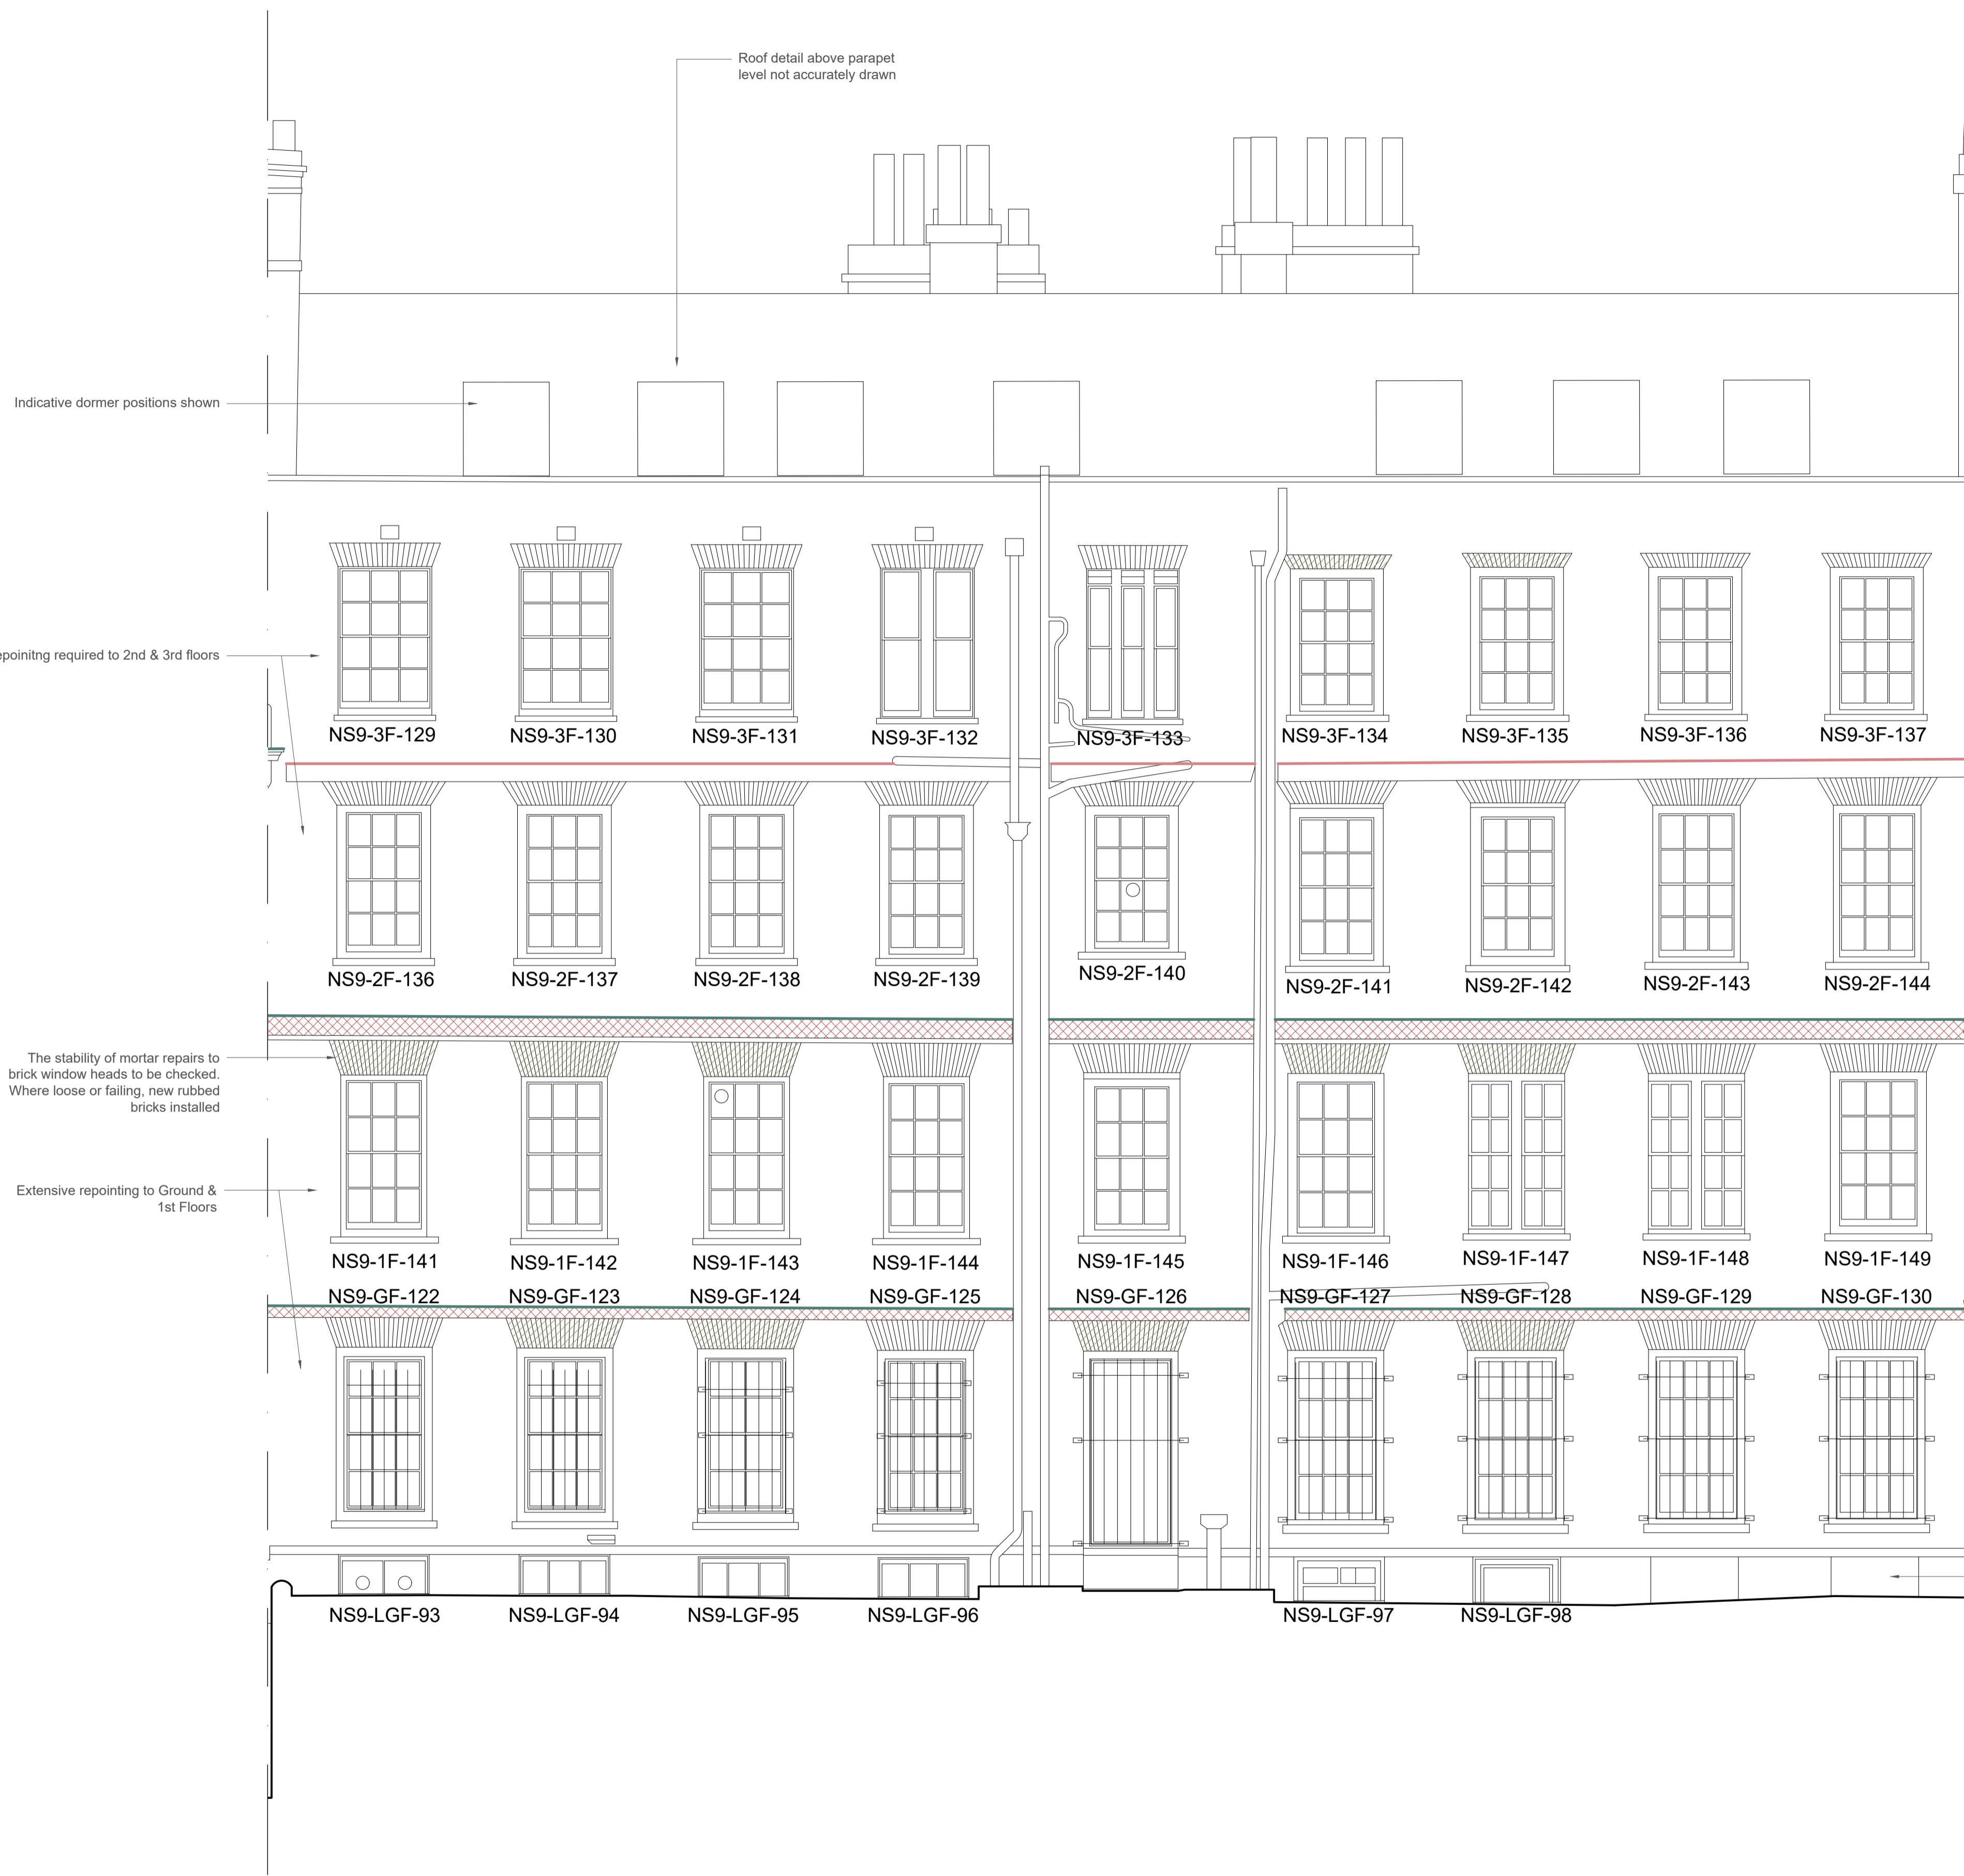 Roof detail above parapet
level not accurately drawn
Indicative dormer positions shown
required to 2nd & 3rd floors
NS9-3F-129 NS9-3F-130 NS9-3F-131 NS9-3F-132 NS9-3F-133 NS9-3F-134 NS9-3F-135 NS9-3F-136 NS9-3F-137
NS9-2F-136 NS9-2F-137 NS9-2F-138 NS9-2F-139 NS9-2F-140 NS9-2F-141 NS9-2F-142 NS9-2F-143 NS9-2F-144
The stability of mortar repairs to
brick window heads to be checked.
Where loose or failing, new rubbed
bricks installed
Extensive repointing to Ground &
1st Floors
NS9-1F-141 NS9-1F-142 NS9-1F-143 NS9-1F-144 NS9-1F-145 NS9-1F-146 NS9-1F-147 NS9-1F-148 NS9-1F-149
NS9-GF-122 NS9-GF-123 NS9-GF-124 NS9-GF-125 NS9-GF-126 NS9-GF-127 NS9-GF-128 NS9-GF-129 NS9-GF-130
NS9-LGF-93 NS9-LGF-94 NS9-LGF-95 NS9-LGF-96 NS9-LGF-97 NS9-LGF-98